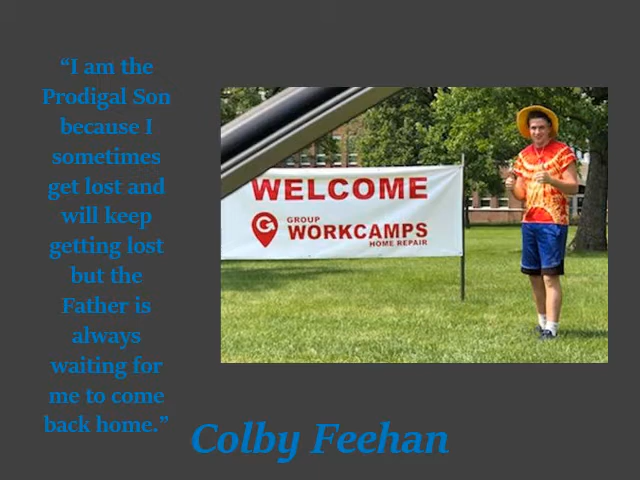 “I am the
Prodigal Son
because I
sometimes
get lost and
will keep
getting lost
but the
Father is
always
waiting for
me to come
back home.”
WELCOME
GROUP
WORKCAMPS
HOME REPAIR
Colby Feehan